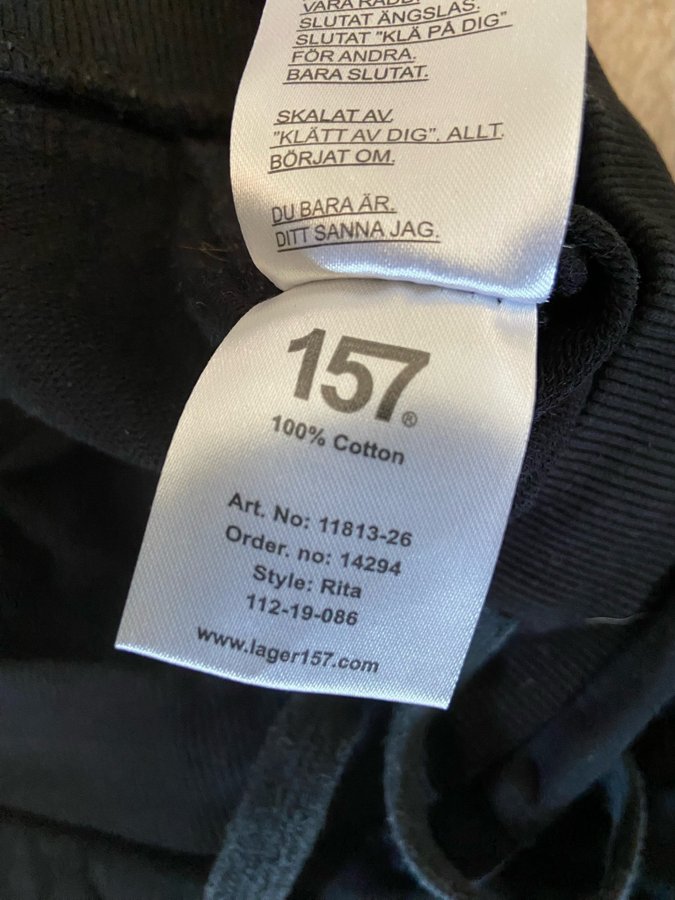 VARA RÄDD.
SLUTAT ÄNGSLAS.
SLUTAT "KLÄ PÅ DIG"
FÖR ANDRA.
BARA SLUTAT.
SKALAT AV.
"KLÄTT AV DIG". ALLT.
BÖRJAT OM.
DU BARA ÄR.
DITT SANNA JAG.
157®
100% Cotton
Art. No: 11813-26
Order. no: 14294
Style: Rita
112-19-086
www.lager157.com